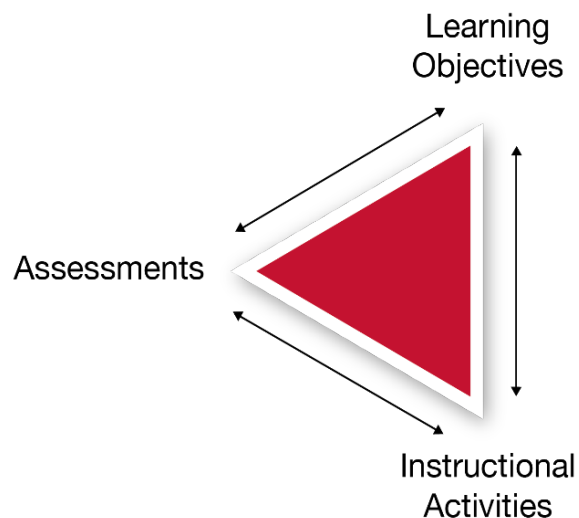 Learning
Objectives
Assessments
Instructional
Activities